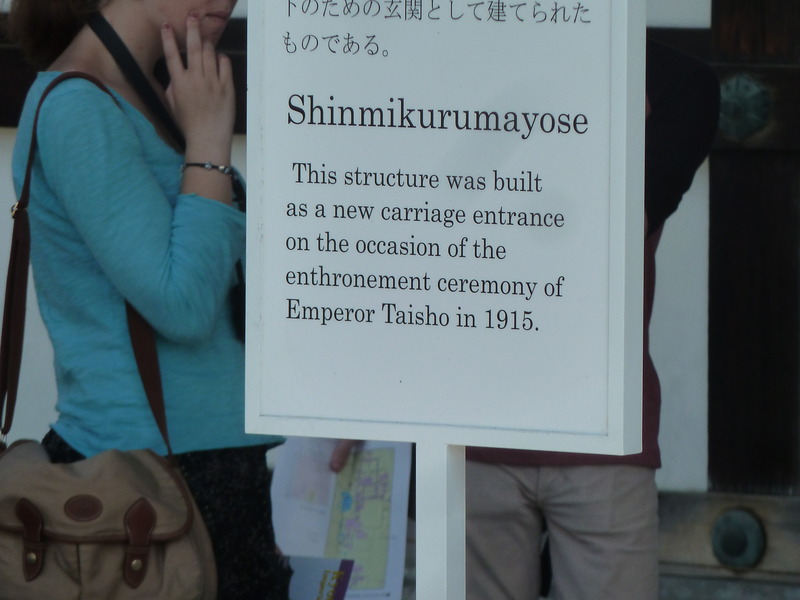 トのための玄関として建てられた
ものである。
Shinmikurumayose
This structure was built
as a new carriage entrance
on the occasion of the
enthronement ceremony of
Emperor Taisho in 1915.